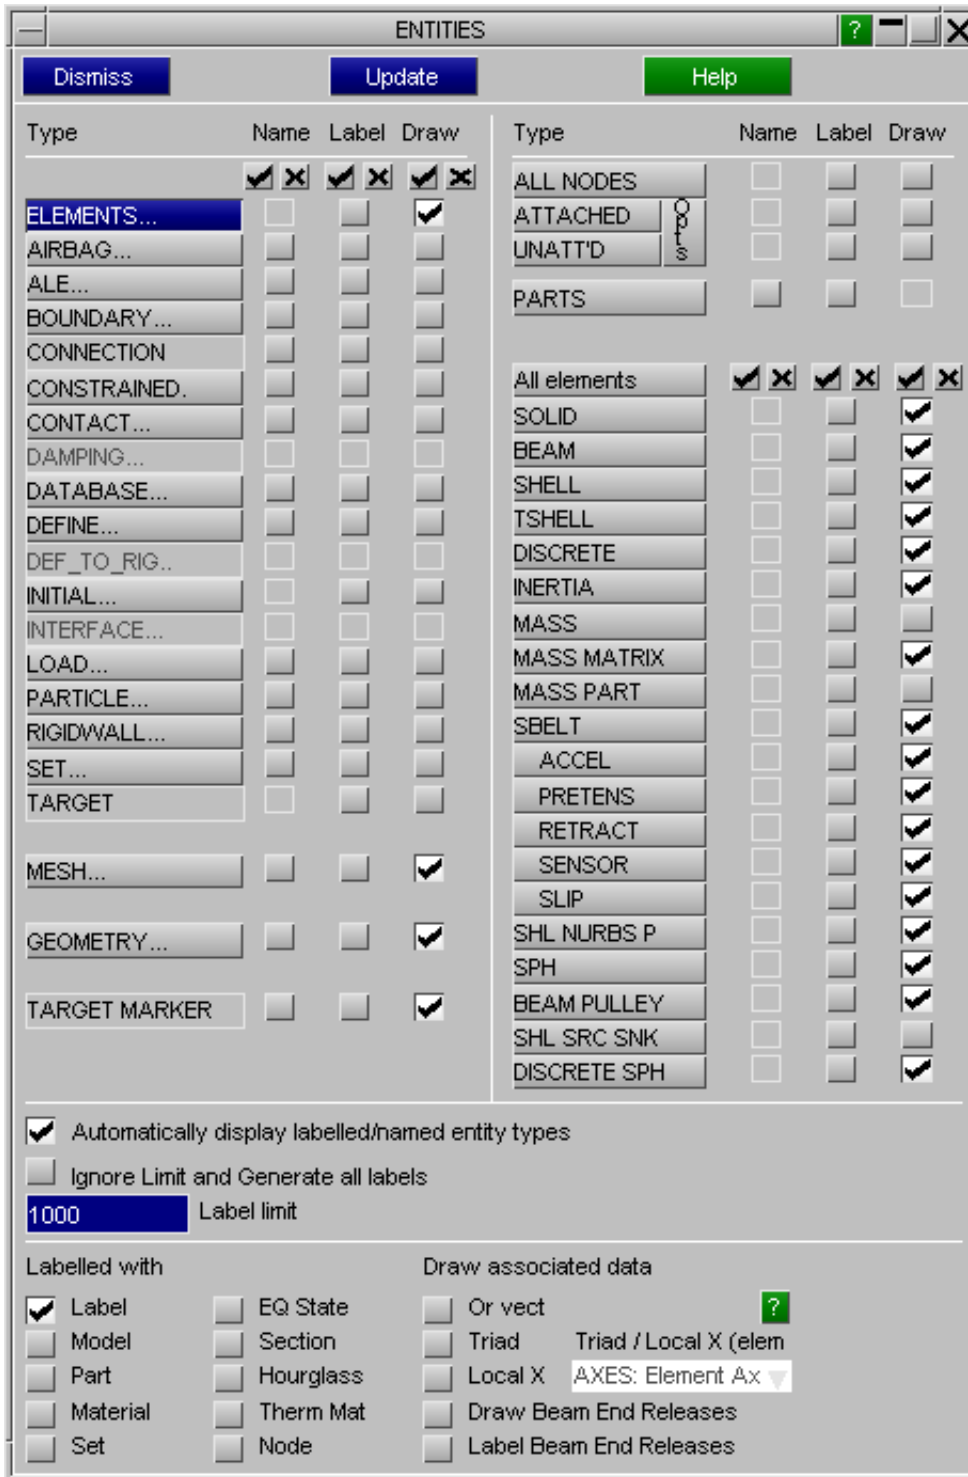 ENTITIES ?
Dismiss Update Help
Type Name Label Draw
ELEMENTS...
AIRBAG...
ALE...
BOUNDARY...
CONNECTION
CONSTRAINED.
CONTACT...
DAMPING...
DATABASE...
DEFINE...
DEF_TO_RIG..
INITIAL...
INTERFACE...
LOAD...
PARTICLE...
RIGIDWALL...
SET...
TARGET
MESH...
GEOMETRY...
TARGET MARKER
Type Name Label Draw
ALL NODES
ATTACHED
UNATT'D
Opts
PARTS
All elements
SOLID
BEAM
SHELL
TSHELL
DISCRETE
INERTIA
MASS
MASS MATRIX
MASS PART
SBELT
ACCEL
PRETENS
RETRACT
SENSOR
SLIP
SHL NURBS P
SPH
BEAM PULLEY
SHL SRC SNK
DISCRETE SPH
Automatically display labelled/named entity types
Ignore Limit and Generate all labels
1000 Label limit
Labelled with
Label EQ State
Model Section
Part Hourglass
Material Therm Mat
Set Node
Draw associated data
Or vect ?
Triad Triad / Local X (elem
Local X AXES: Element Ax
Draw Beam End Releases
Label Beam End Releases